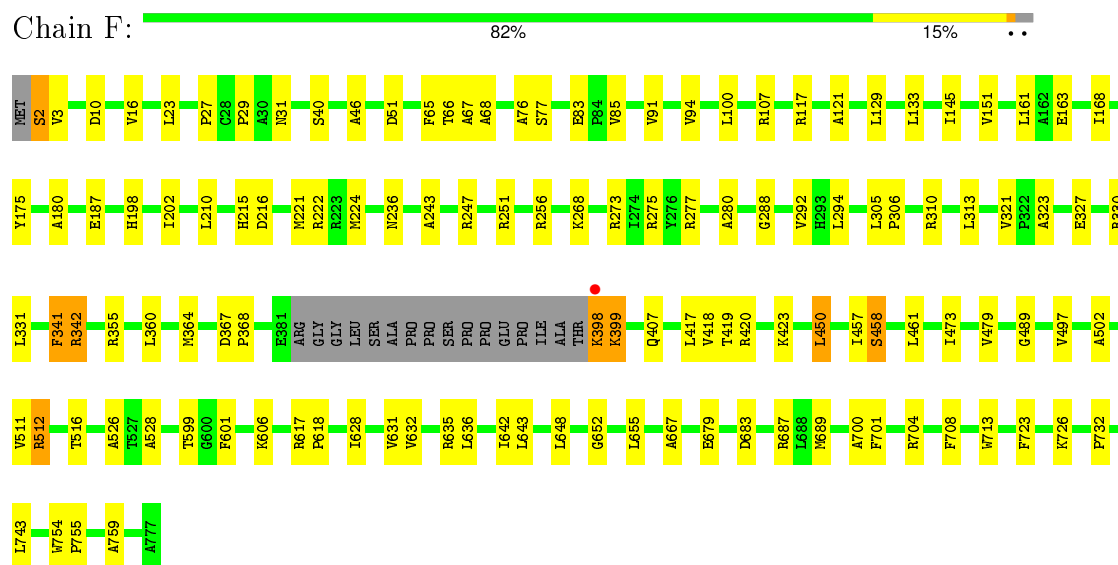 Chain F:
82% 15% • •
MET S2 V3 D10 V16 L23 P27 C28 P29 A30 N31 S40 A46 D51 F65 T66 A67 A68 A76 S77 E83 P84 V85 V91 V94 L100 R107 R117 A121 L129 L133 I145 V151 L161 A162 E163 I168
Y175 A180 E187 H198 I202 L210 H215 D216 M221 R222 R223 M224 N236 A243 R247 R251 R256 K268 R273 I274 R275 Y276 R277 A280 G288 V292 H293 L294 L305 P306 R310 L313 V321 P322 A323 E327 R330
L331 F341 R342 R355 L360 M364 D367 P368 E381 ARG GLY GLY LEU SER ALA PRO PRO SER PRO PRO GLU PRO ILE ALA THR K398 K399 Q407 L417 V418 T419 R420 K423 L450 I457 S458 L461 I473 V479 G489 V497 A502
V511 R512 T516 A526 T527 A528 T599 G600 F601 K606 R617 P618 I628 V631 V632 R635 L636 I642 L643 L648 G652 L655 A667 E679 D683 R687 L688 M689 A700 F701 R704 F708 W713 F723 K726 P732
L743 W754 P755 A759 A777